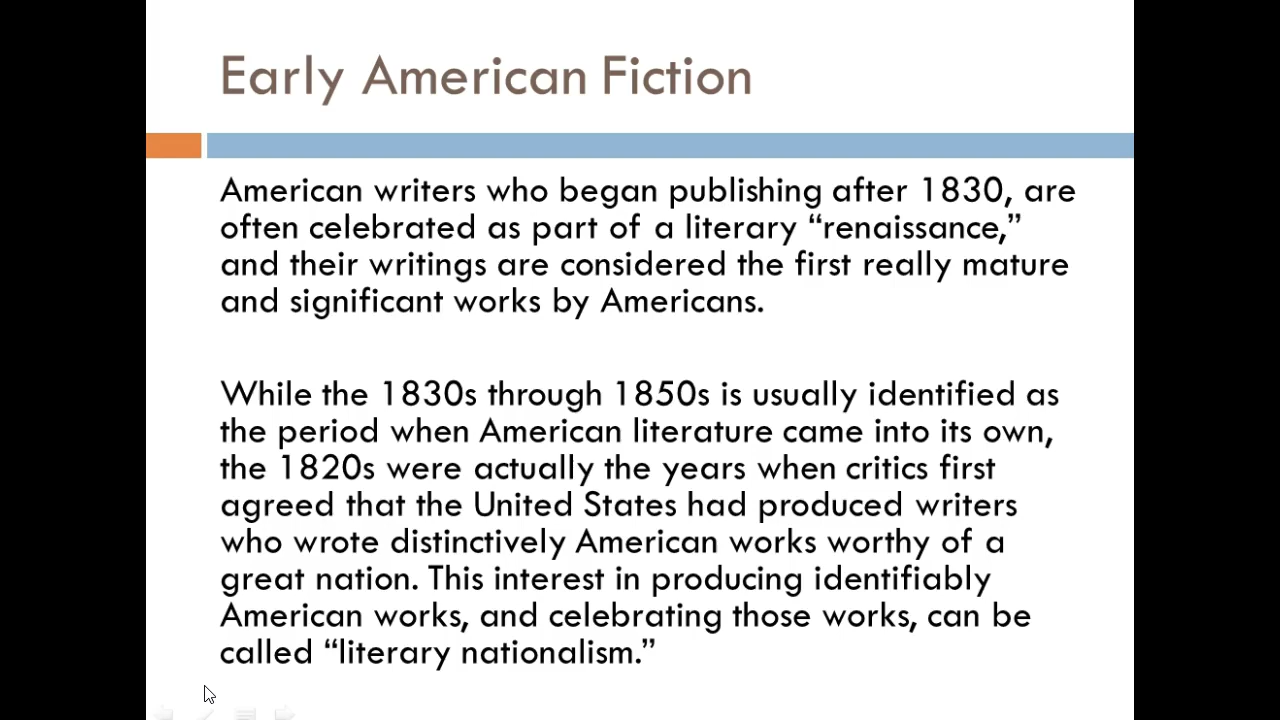 Early American Fiction
American writers who began publishing after 1830, are
often celebrated as part of a literary “renaissance,”
and their writings are considered the first really mature
and significant works by Americans.
While the 1830s through 1850s is usually identified as
the period when American literature came into its own,
the 1820s were actually the years when critics first
agreed that the United States had produced writers
who wrote distinctively American works worthy of a
great nation. This interest in producing identifiably
American works, and celebrating those works, can be
called “literary nationalism.”